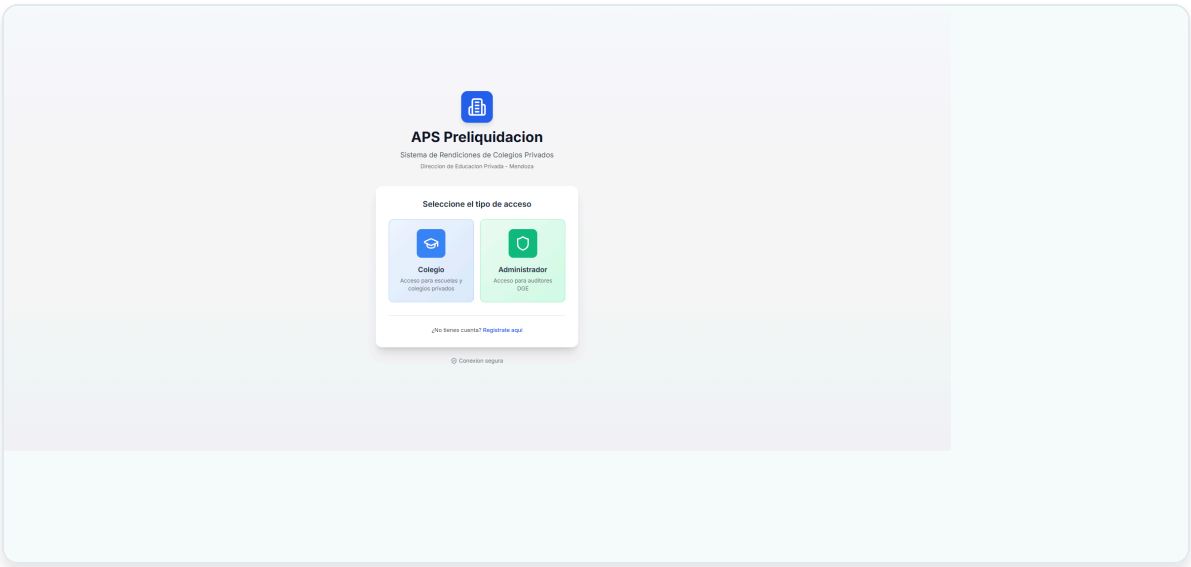 APS Preliquidacion
Sistema de Rendiciones de Colegios Privados
Direccion de Educacion Privada - Mendoza
Seleccione el tipo de acceso
Colegio
Acceso para escuelas y
colegios privados
Administrador
Acceso para auditores
DGE
¿No tienes cuenta? Registrate aqui
Conexion segura